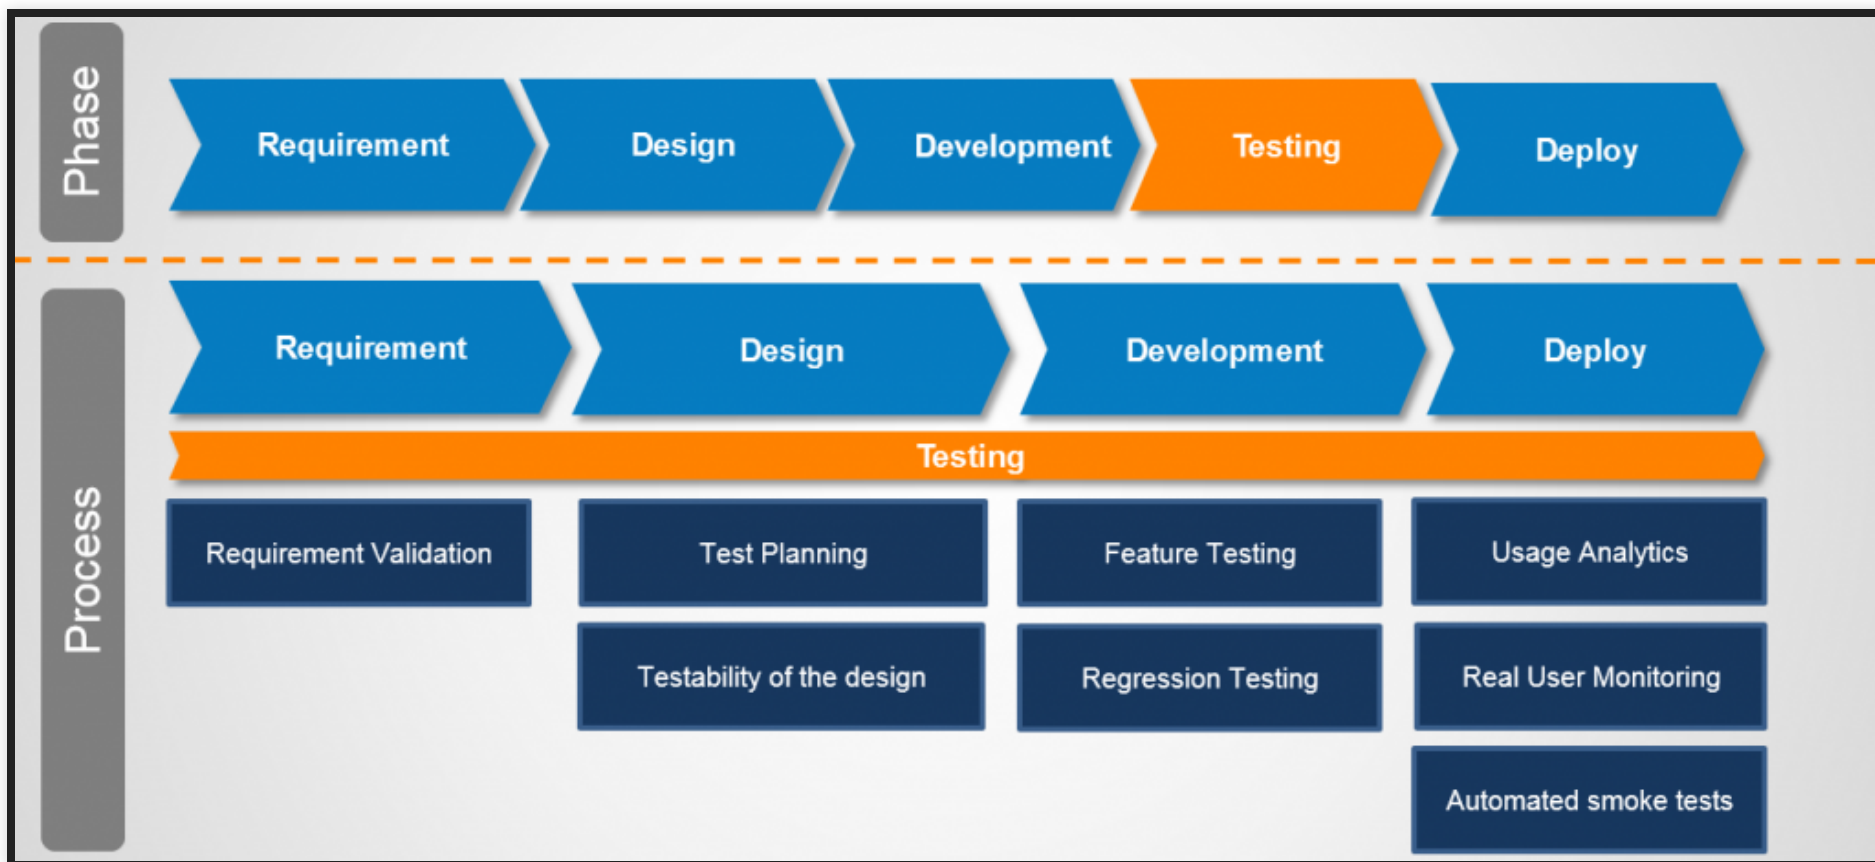 Phase
Requirement
Design
Development
Testing
Deploy
Process
Requirement
Design
Development
Deploy
Testing
Requirement Validation
Test Planning
Feature Testing
Usage Analytics
Testability of the design
Regression Testing
Real User Monitoring
Automated smoke tests